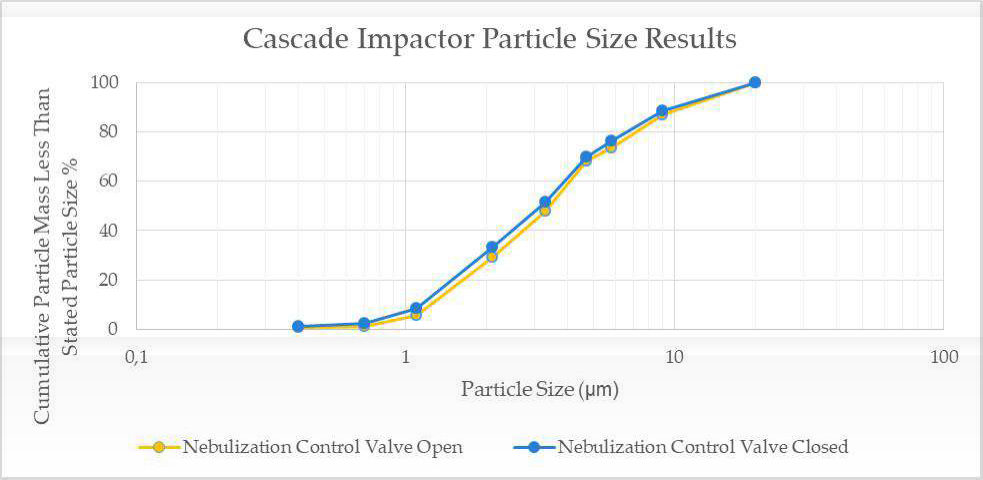 Cascade Impactor Particle Size Results
Cumulative Particle Mass Less Than
Stated Particle Size %
100
80
60
40
20
0
0,1
1
10
100
Particle Size (µm)
Nebulization Control Valve Open
Nebulization Control Valve Closed